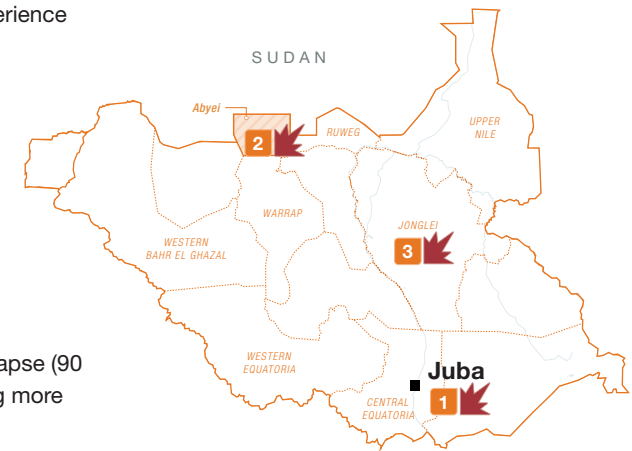 erience
SUDAN
Abyei
2
RUWEG
UPPER
NILE
WARRAP
JONGLEI
3
WESTERN
BAHR EL GHAZAL
apse (90
g more
WESTERN
EQUATORIA
Juba
CENTRAL
EQUATORIA
1